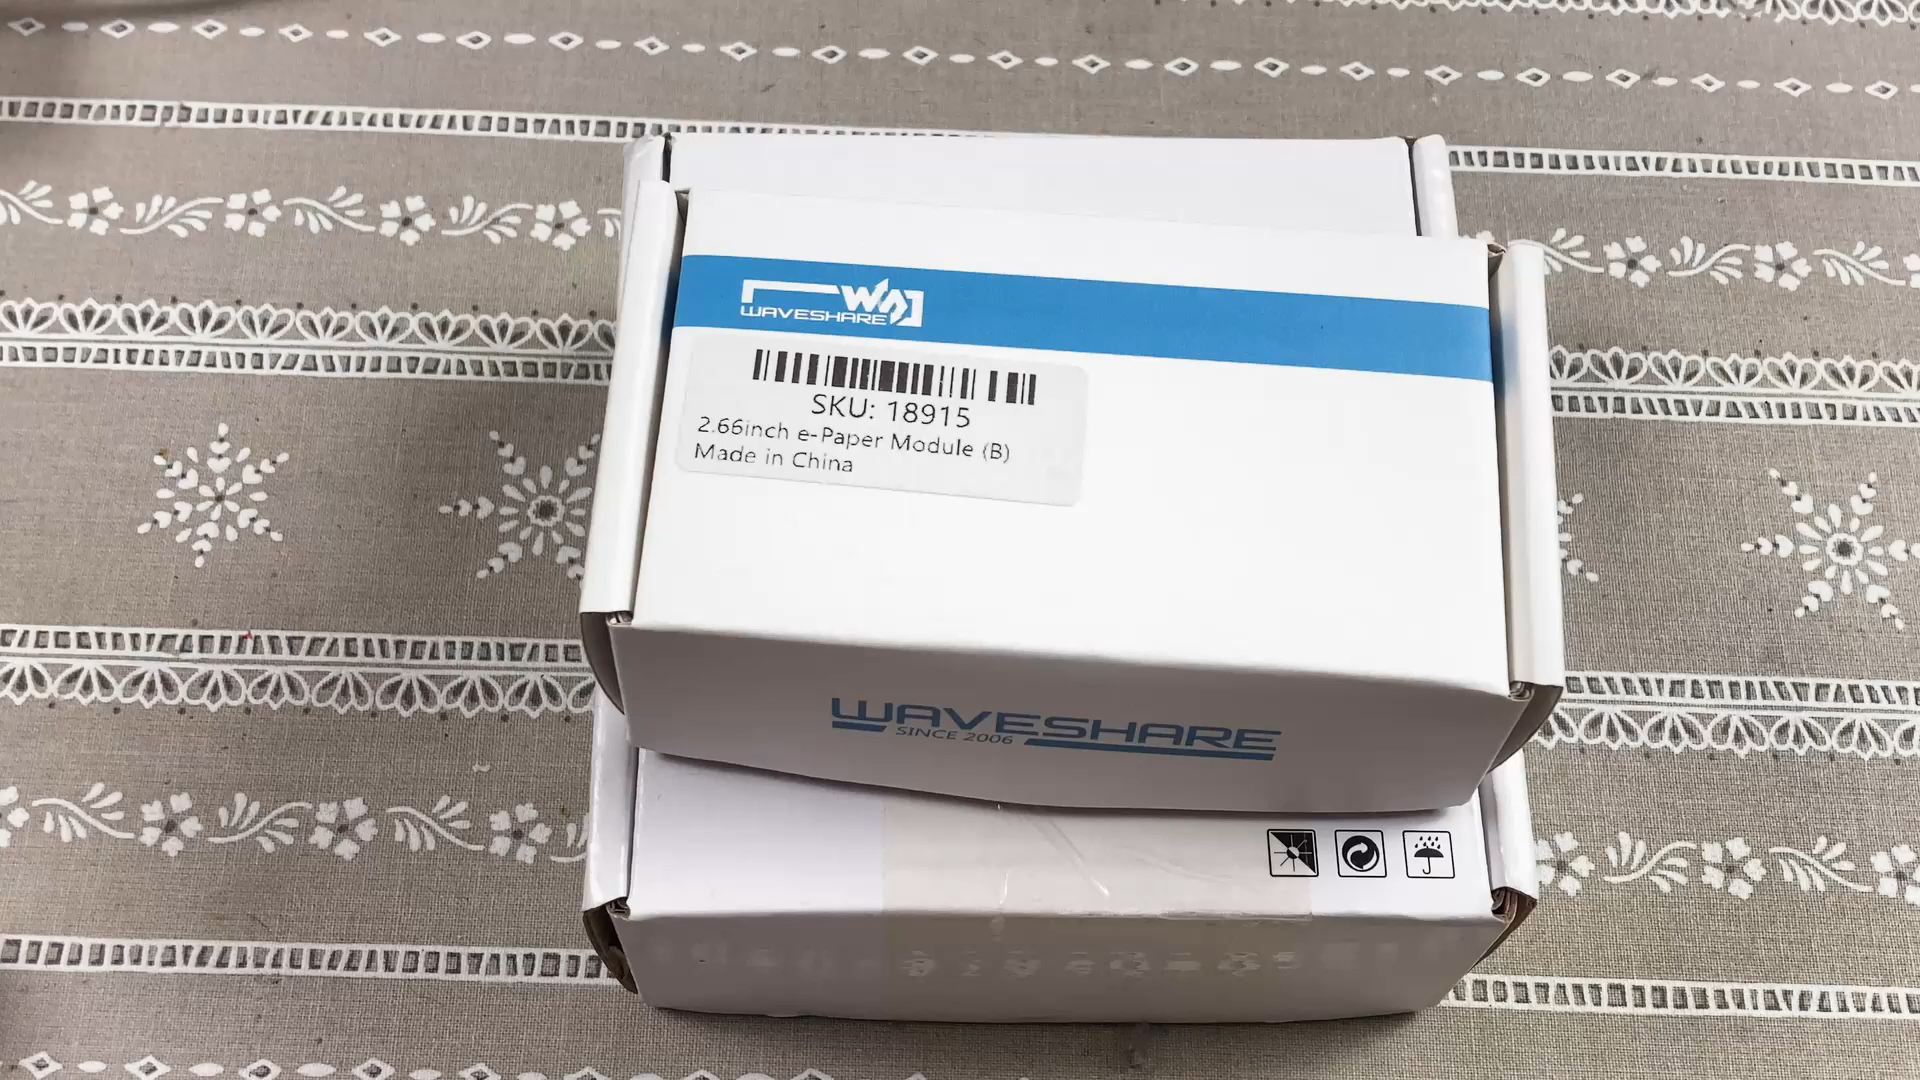 WAVESHARE
SKU: 18915
2.66inch e-Paper Module (B)
Made in China
WAVESHARE
SINCE 2006